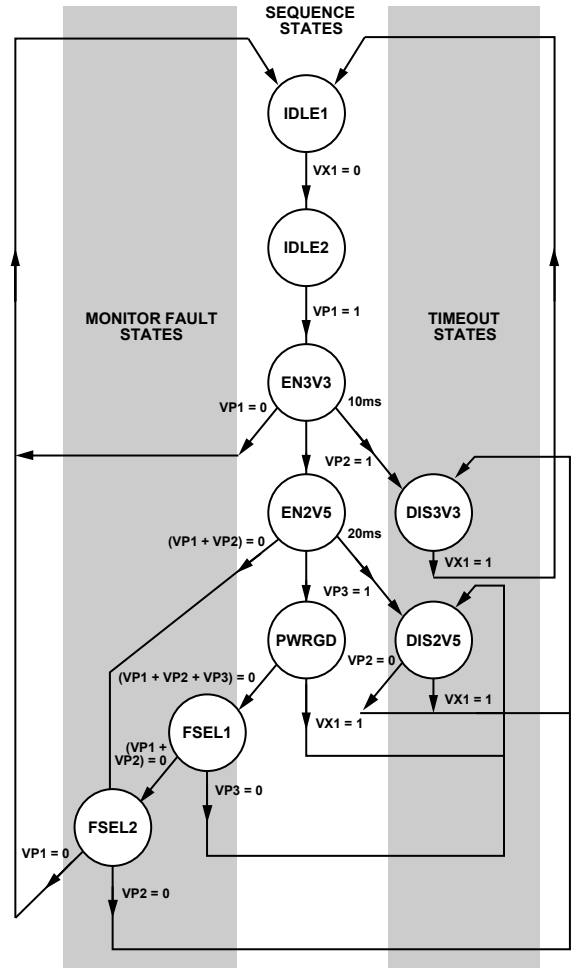 SEQUENCE
STATES
IDLE1
VX1 = 0
IDLE2
MONITOR FAULT
STATES
VP1 = 1
TIMEOUT
STATES
EN3V3
VP1 = 0
10ms
VP2 = 1
DIS3V3
EN2V5
(VP1 + VP2) = 0
20ms
VX1 = 1
VP3 = 1
PWRGD
DIS2V5
VP2 = 0
(VP1 + VP2 + VP3) = 0
VX1 = 1
FSEL1
VX1 = 1
(VP1 +
VP2) = 0
VP3 = 0
FSEL2
VP1 = 0
VP2 = 0